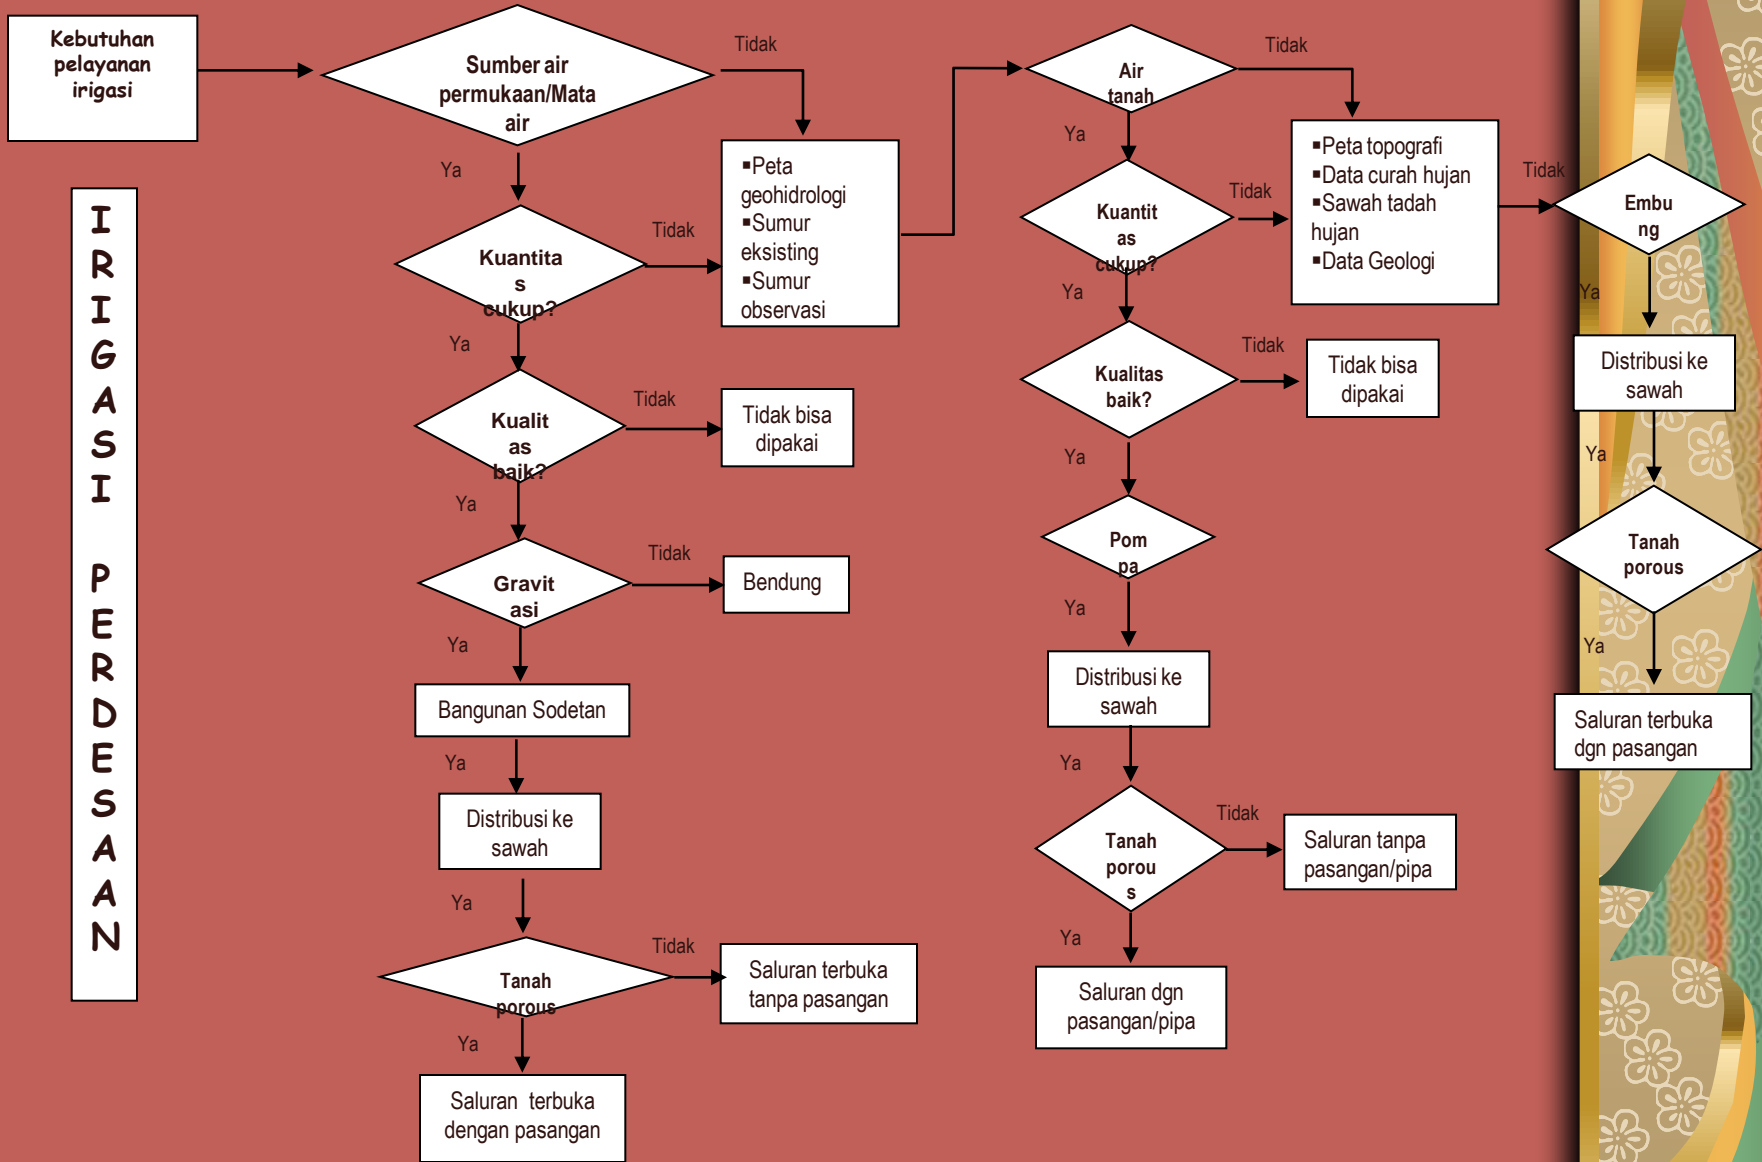 Kebutuhan
pelayanan
irigasi
IRIGASI PERDESAAN
Sumber air
permukaan/Mata
air
Tidak
Ya
▪Peta
geohidrologi
▪Sumur
eksisting
▪Sumur
observasi
Kuantita
s
cukup?
Tidak
Ya
Kualit
as
baik?
Tidak
Tidak bisa
dipakai
Ya
Gravit
asi
Tidak
Bendung
Ya
Bangunan Sodetan
Ya
Distribusi ke
sawah
Ya
Tanah
porous
Tidak
Saluran terbuka
tanpa pasangan
Ya
Saluran terbuka
dengan pasangan
Air
tanah
Tidak
Ya
▪Peta topografi
▪Data curah hujan
▪Sawah tadah
hujan
▪Data Geologi
Kuantit
as
cukup?
Tidak
Ya
Kualitas
baik?
Tidak
Tidak bisa
dipakai
Ya
Pom
pa
Ya
Distribusi ke
sawah
Ya
Tanah
porou
s
Tidak
Saluran tanpa
pasangan/pipa
Ya
Saluran dgn
pasangan/pipa
Tidak
Embu
ng
Ya
Distribusi ke
sawah
Ya
Tanah
porous
Ya
Saluran terbuka
dgn pasangan